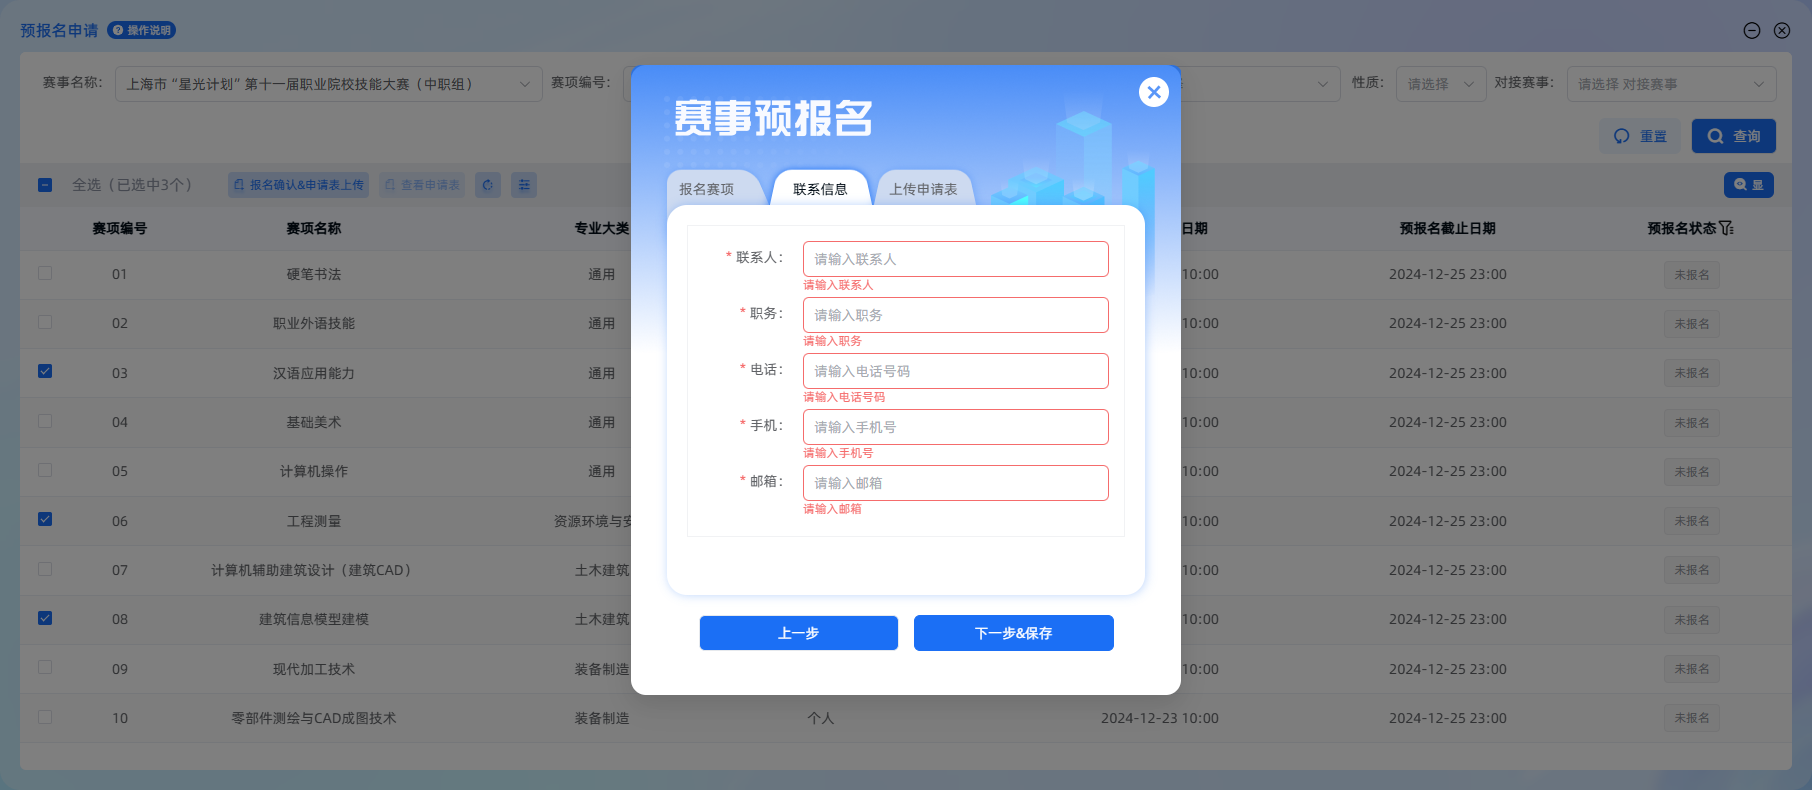 预报名申请 操作说明
赛事名称： 上海市“星光计划”第十一届职业院校技能大赛（中职组） 赛项编号： 性质： 请选择 对接赛事： 请选择 对接赛事
重置 查询
全选（已选中3个） 报名确认&申请表上传 查看申请表 显
赛项编号 赛项名称 专业大类 日期 预报名截止日期 预报名状态
01 硬笔书法 通用 10:00 2024-12-25 23:00 未报名
02 职业外语技能 通用 10:00 2024-12-25 23:00 未报名
03 汉语应用能力 通用 10:00 2024-12-25 23:00 未报名
04 基础美术 通用 10:00 2024-12-25 23:00 未报名
05 计算机操作 通用 10:00 2024-12-25 23:00 未报名
06 工程测量 资源环境与安 10:00 2024-12-25 23:00 未报名
07 计算机辅助建筑设计（建筑CAD） 土木建筑 10:00 2024-12-25 23:00 未报名
08 建筑信息模型建模 土木建筑 10:00 2024-12-25 23:00 未报名
09 现代加工技术 装备制造 10:00 2024-12-25 23:00 未报名
10 零部件测绘与CAD成图技术 装备制造 个人 2024-12-23 10:00 2024-12-25 23:00 未报名
赛事预报名
报名赛项 联系信息 上传申请表
* 联系人： 请输入联系人
请输入联系人
* 职务： 请输入职务
请输入职务
* 电话： 请输入电话号码
请输入电话号码
* 手机： 请输入手机号
请输入手机号
* 邮箱： 请输入邮箱
请输入邮箱
上一步 下一步&保存